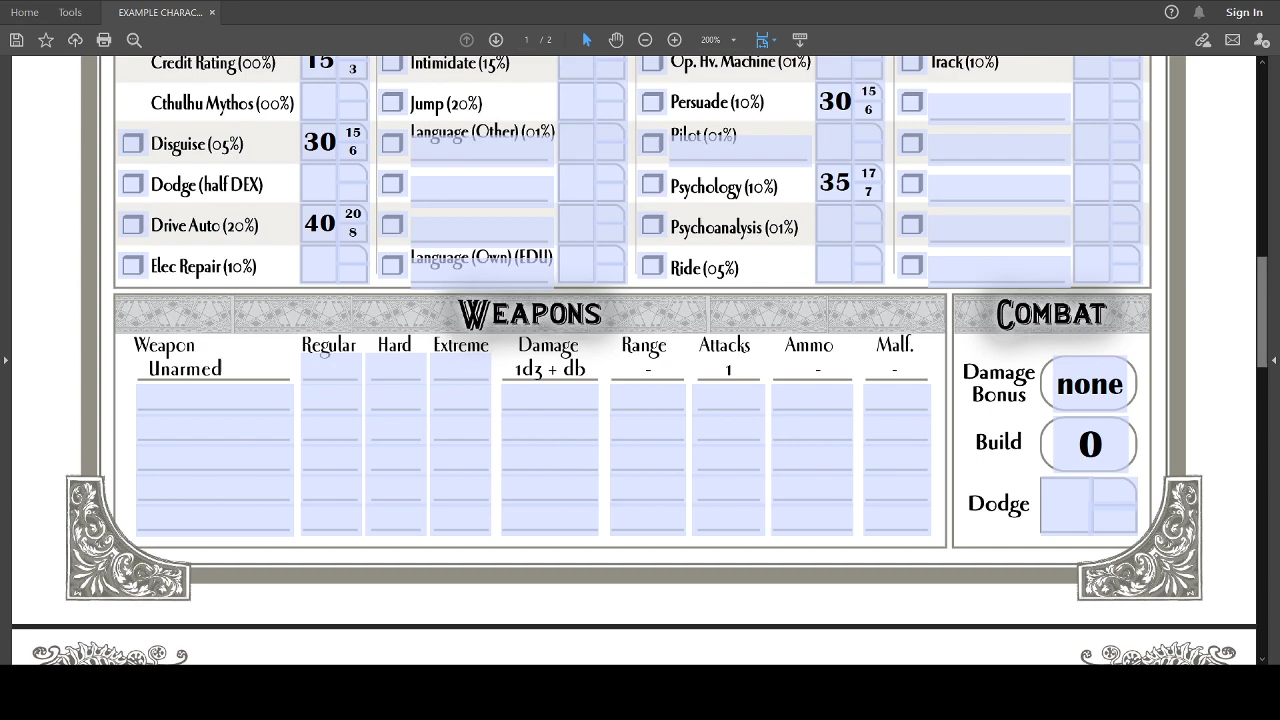 Home Tools EXAMPLE CHARAC... × Sign In
1 / 2 200%
Credit Rating (00%) 15 3 Intimidate (15%) Op. Hv. Machine (01%) Track (10%)
Cthulhu Mythos (00%) Jump (20%) Persuade (10%) 30 15 6
Disguise (05%) 30 15 6 Language (Other) (01%) Pilot (01%)
Dodge (half DEX) Psychology (10%) 35 17 7
Drive Auto (20%) 40 20 8 Psychoanalysis (01%)
Elec Repair (10%) Language (Own) (EDU) Ride (05%)
Weapons
Weapon Regular Hard Extreme Damage Range Attacks Ammo Malf.
Unarmed 1d3 + db - 1 - -
Combat
Damage Bonus none
Build 0
Dodge